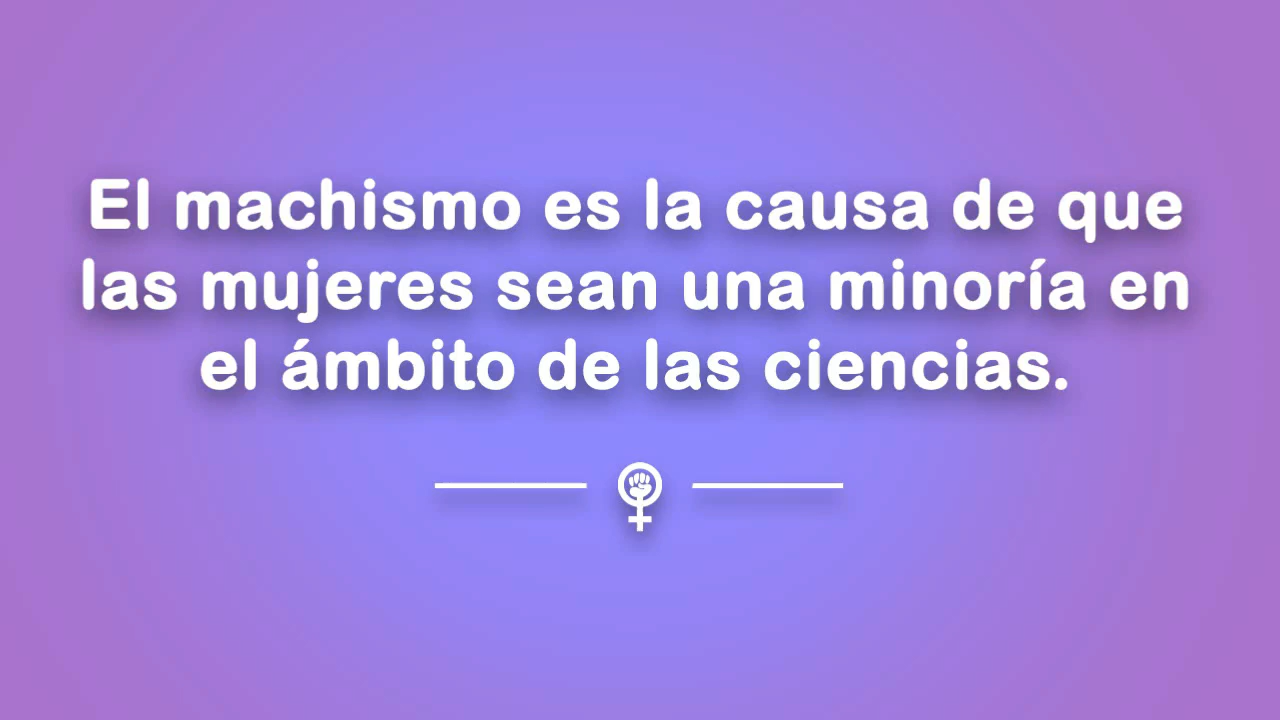 El machismo es la causa de que
las mujeres sean una minoría en
el ámbito de las ciencias.